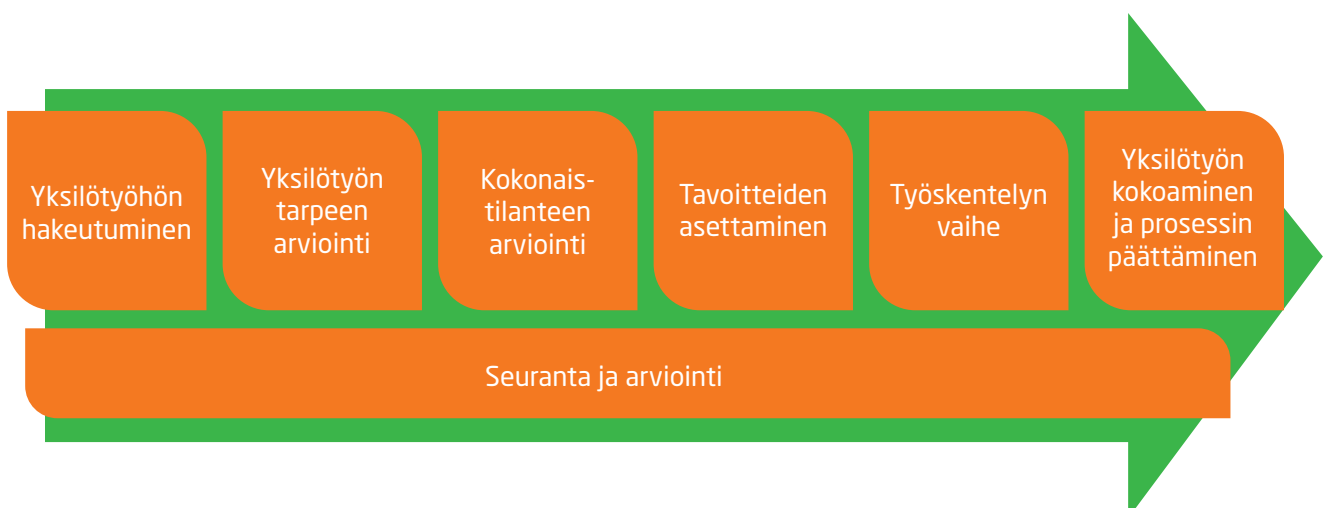 Yksilötyöhön
hakeutuminen
Yksilötyön
tarpeen
arviointi
Kokonais-
tilanteen
arviointi
Tavoitteiden
asettaminen
Työskentelyn
vaihe
Yksilötyön
kokoaminen
ja prosessin
päättäminen
Seuranta ja arviointi